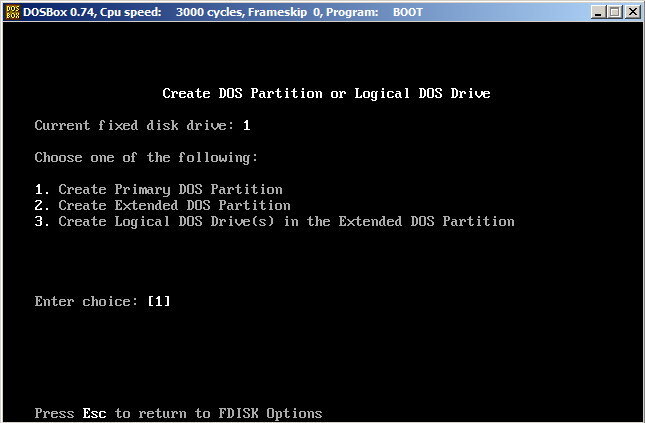 DOS BOX DOSBox 0.74, Cpu speed: 3000 cycles, Frameskip 0, Program: BOOT
Create DOS Partition or Logical DOS Drive
Current fixed disk drive: 1
Choose one of the following:
1. Create Primary DOS Partition
2. Create Extended DOS Partition
3. Create Logical DOS Drive(s) in the Extended DOS Partition
Enter choice: [1]
Press Esc to return to FDISK Options